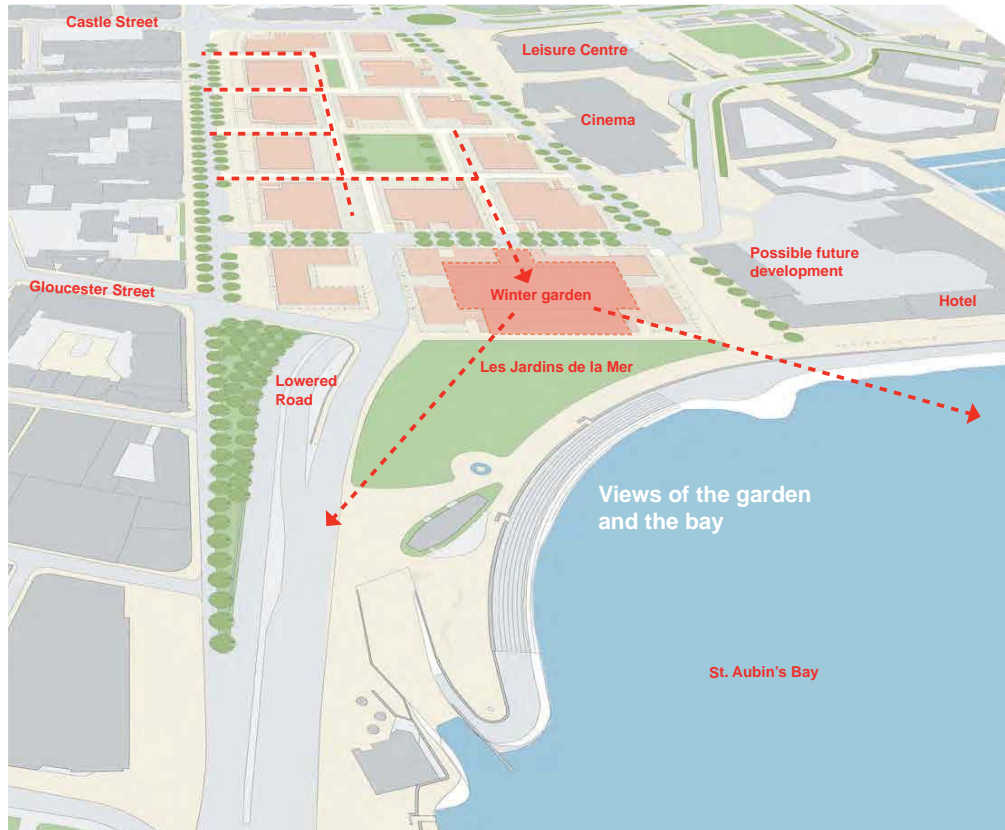 Castle Street
Leisure Centre
Cinema
Possible future
development
Gloucester Street
Winter garden
Hotel
Les Jardins de la Mer
Lowered
Road
Views of the garden
and the bay
St. Aubin's Bay